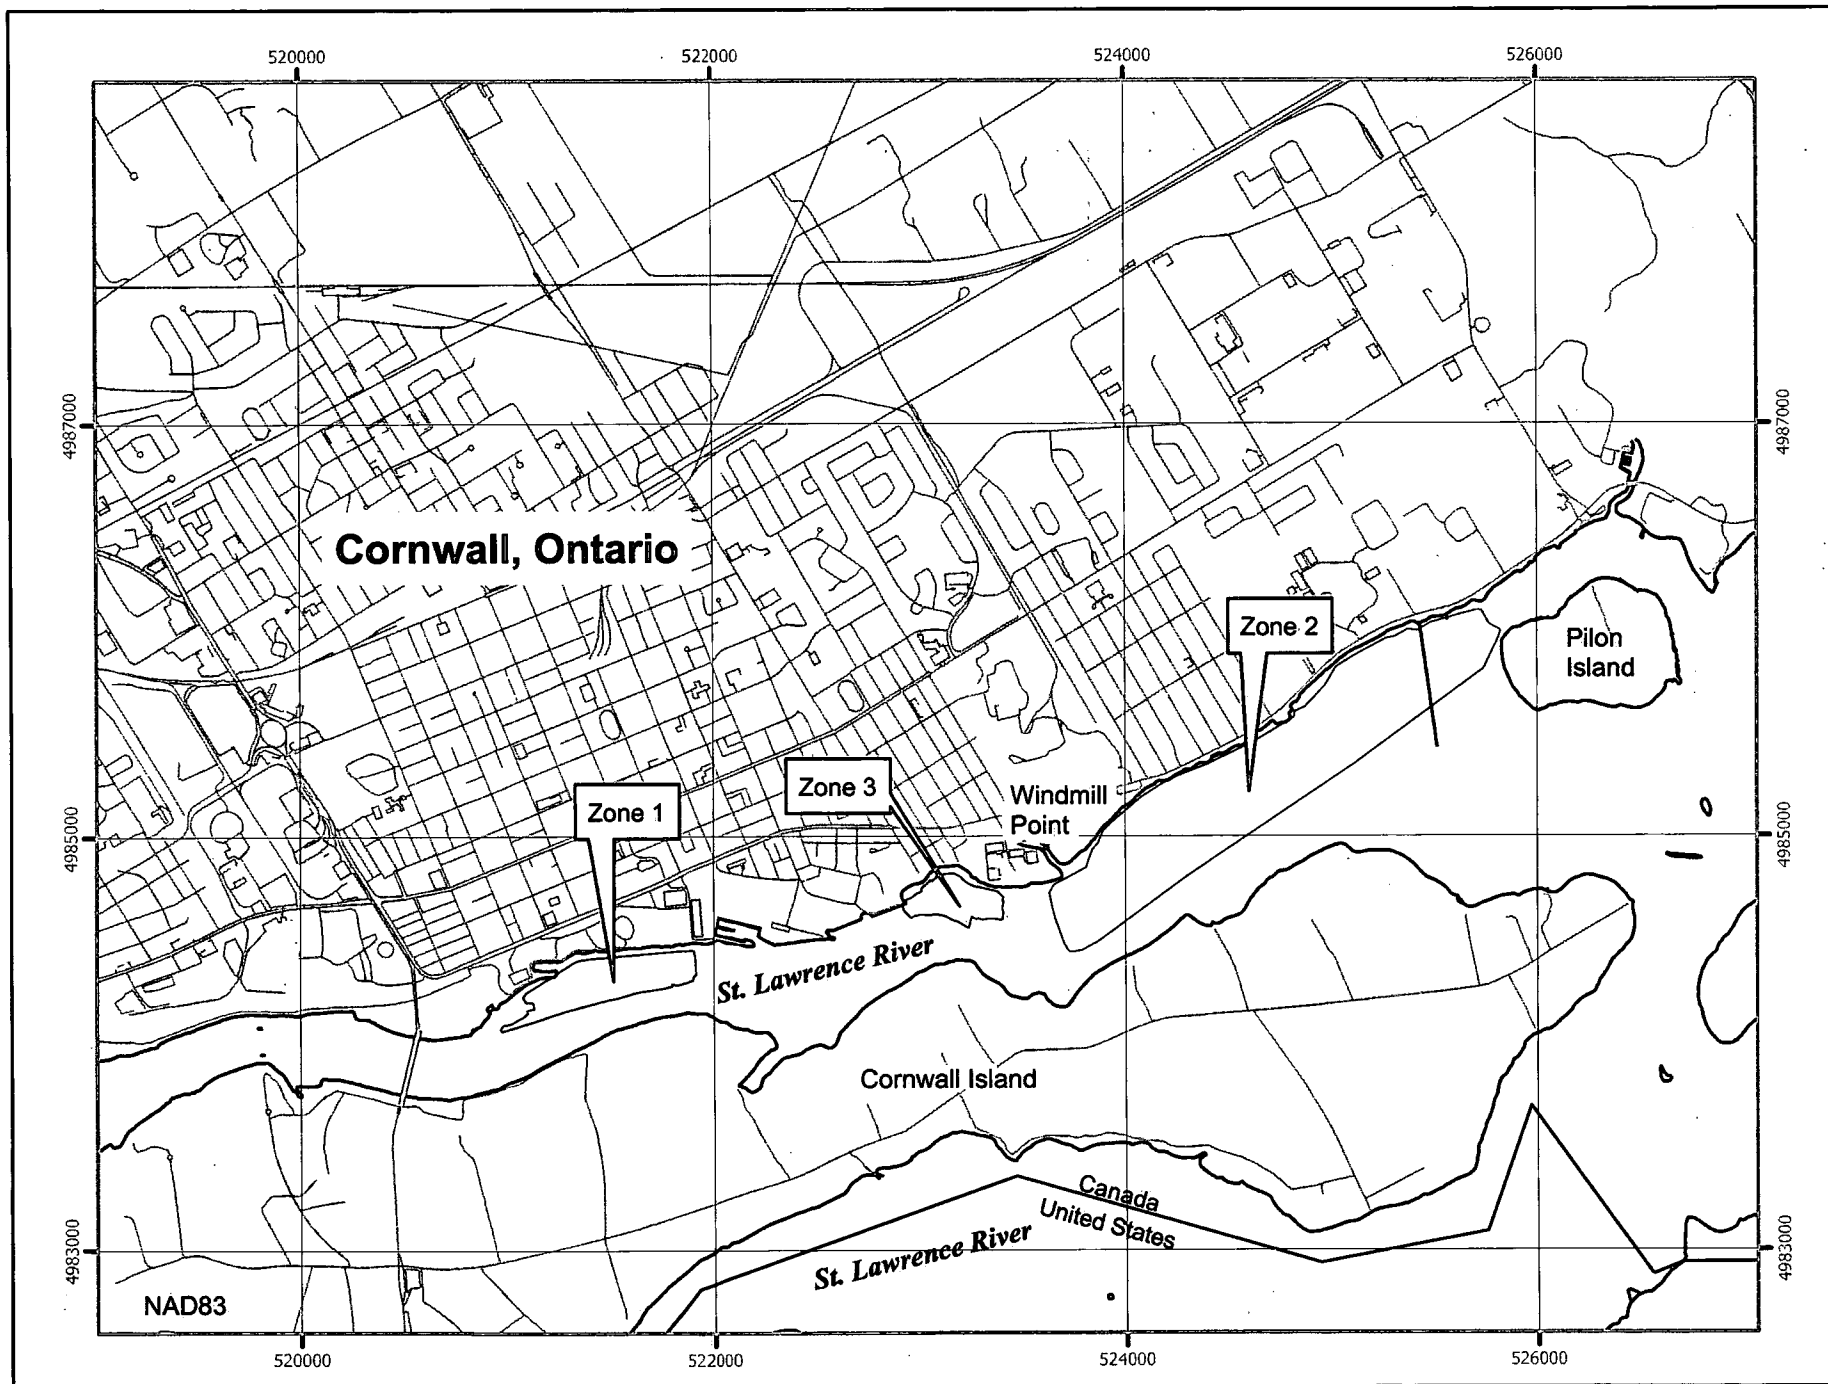 520000
522000
524000
526000
4987000
4987000
Cornwall, Ontario
Zone 2
Pilon
Island
Zone 3
Windmill
Point
Zone 1
4985000
4985000
St. Lawrence River
Cornwall Island
Canada
United States
St. Lawrence River
4983000
4983000
NAD83
520000
522000
524000
526000